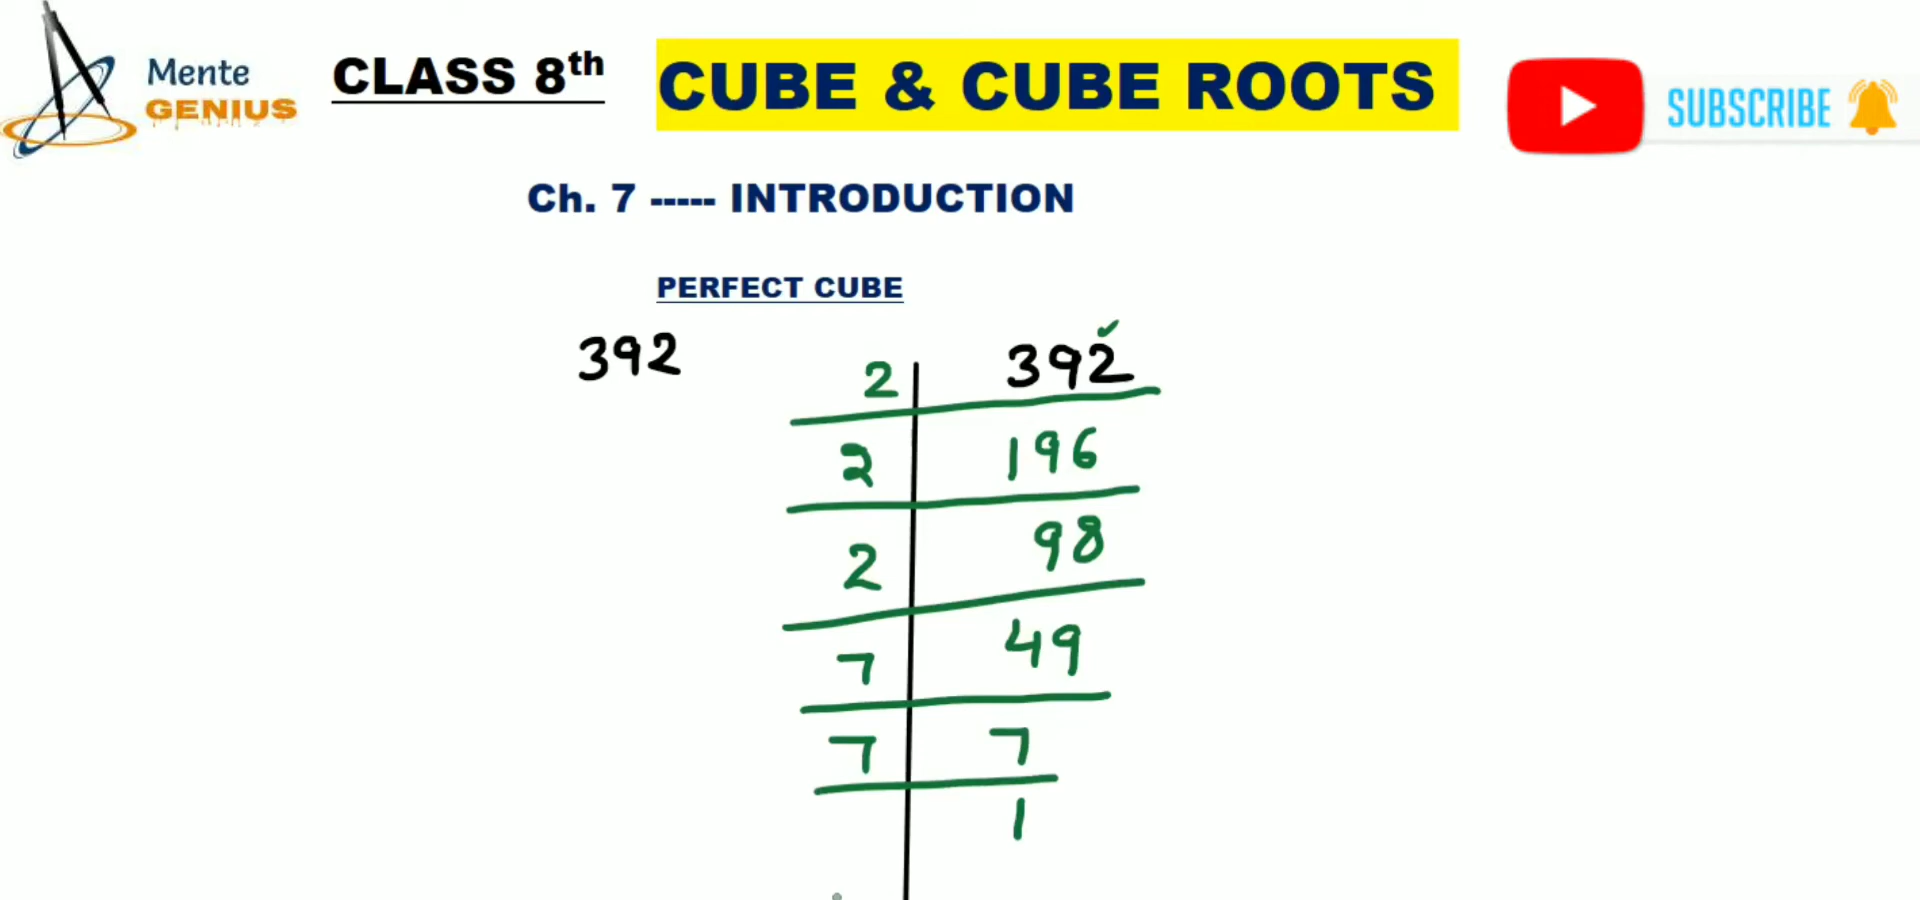 Mente
GENIUS
CLASS 8th
CUBE & CUBE ROOTS
SUBSCRIBE
Ch. 7 ----- INTRODUCTION
PERFECT CUBE
392
2 392
2 196
2 98
7 49
7 7
1